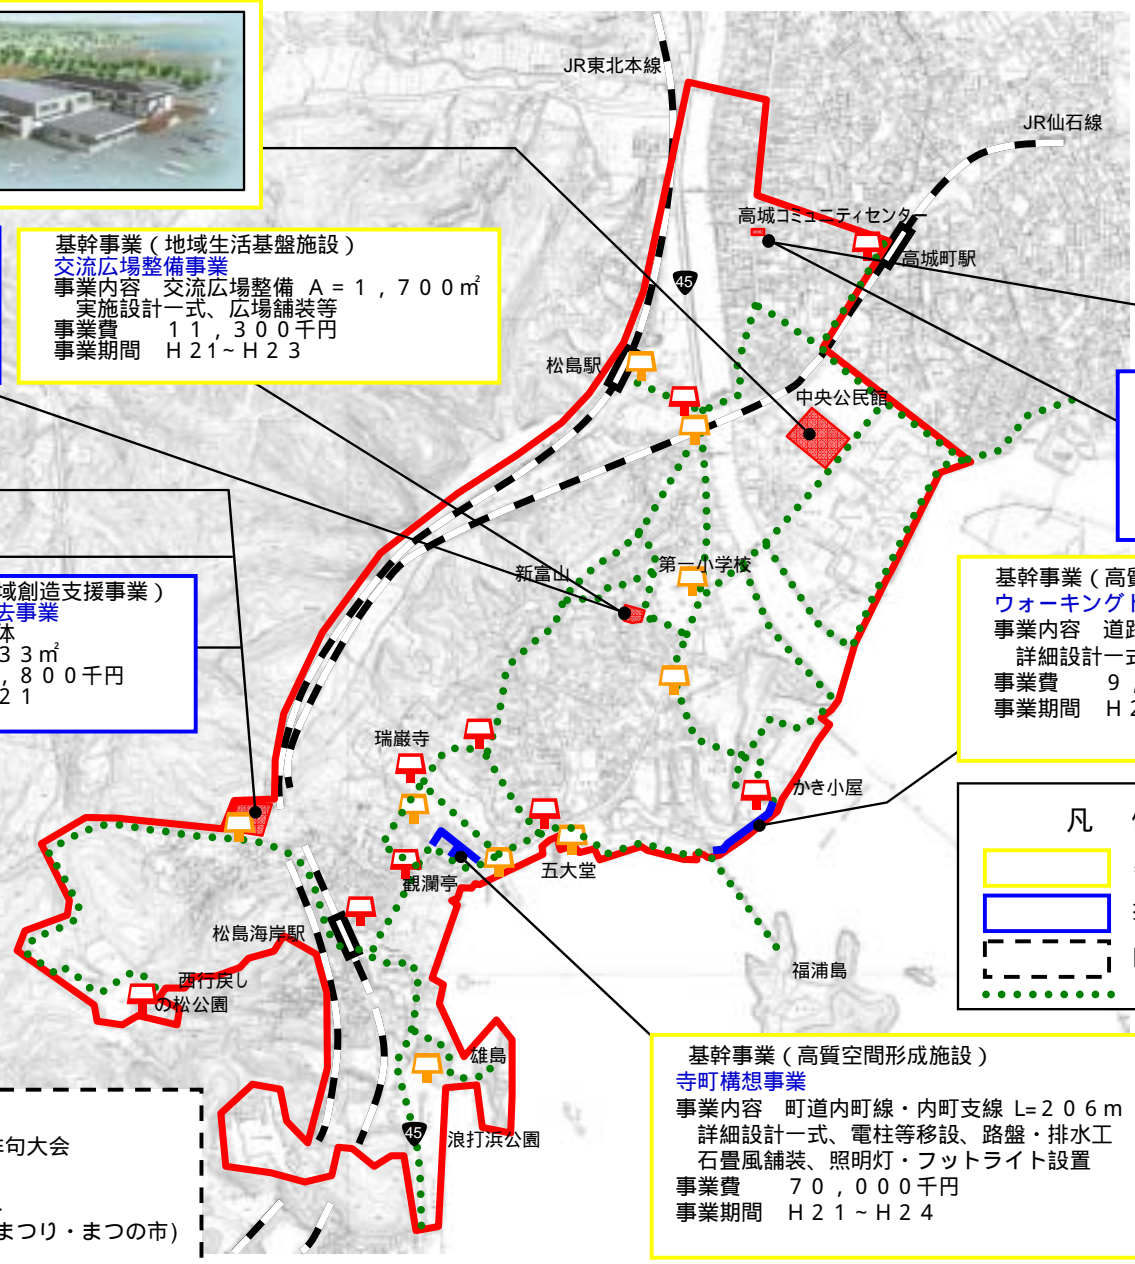 JR東北本線
JR仙石線
高城コミュニティセンター
高城町駅
45
基幹事業（地域生活基盤施設）
交流広場整備事業
事業内容　交流広場整備 A=1,700㎡
実施設計一式、広場舗装等
事業費　11,300千円
事業期間　H21~H23
松島駅
中央公民館
新富山
第一小学校
域創造支援事業）
去事業
体
33㎡
,800千円
21
基幹事業（高質
ウォーキングト
事業内容　道路
詳細設計一式
事業費　9,
事業期間　H2
瑞巌寺
かき小屋
凡
観瀾亭
五大堂
松島海岸駅
福浦島
西行戻し
の松公園
雄島
45
浪打浜公園
基幹事業（高質空間形成施設）
寺町構想事業
事業内容　町道内町線・内町支線 L=206m
詳細設計一式、電柱等移設、路盤・排水工
石畳風舗装、照明灯・フットライト設置
事業費　70,000千円
事業期間　H21~H24
句大会
まつり・まつの市)